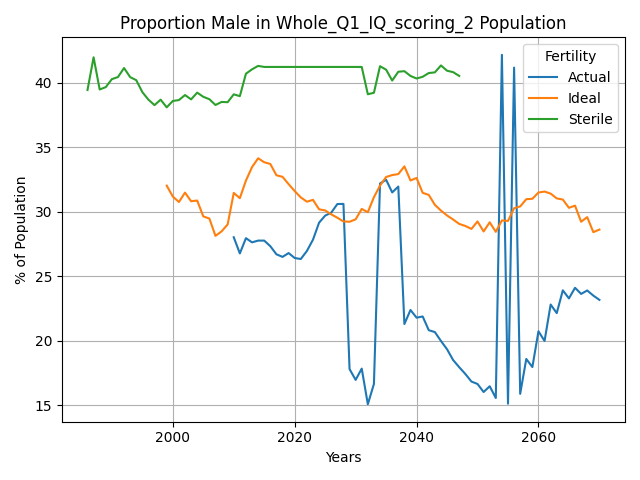 Proportion Male in Whole_Q1_IQ_scoring_2 Population
Fertility
Actual
Ideal
Sterile
% of Population
40
35
30
25
20
15
2000
2020
2040
2060
Years